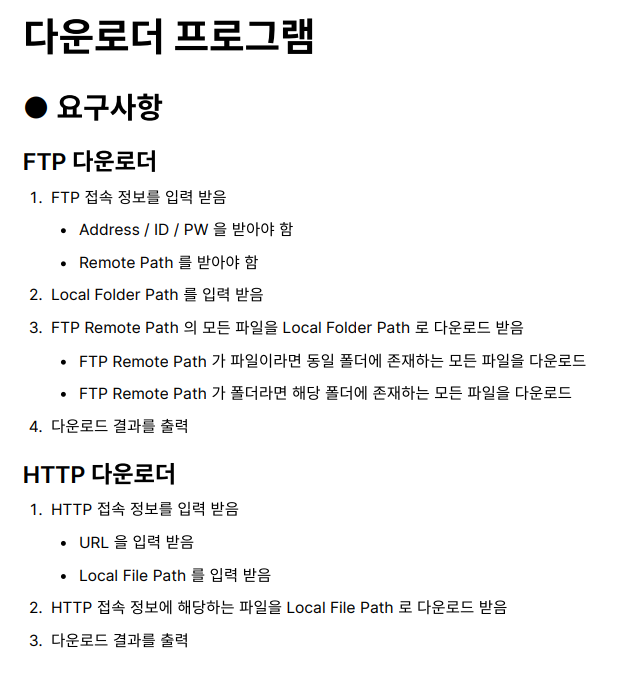 다운로더 프로그램
● 요구사항
FTP 다운로더
1. FTP 접속 정보를 입력 받음
• Address / ID / PW 을 받아야 함
• Remote Path 를 받아야 함
2. Local Folder Path 를 입력 받음
3. FTP Remote Path 의 모든 파일을 Local Folder Path 로 다운로드 받음
• FTP Remote Path 가 파일이라면 동일 폴더에 존재하는 모든 파일을 다운로드
• FTP Remote Path 가 폴더라면 해당 폴더에 존재하는 모든 파일을 다운로드
4. 다운로드 결과를 출력
HTTP 다운로더
1. HTTP 접속 정보를 입력 받음
• URL 을 입력 받음
• Local File Path 를 입력 받음
2. HTTP 접속 정보에 해당하는 파일을 Local File Path 로 다운로드 받음
3. 다운로드 결과를 출력